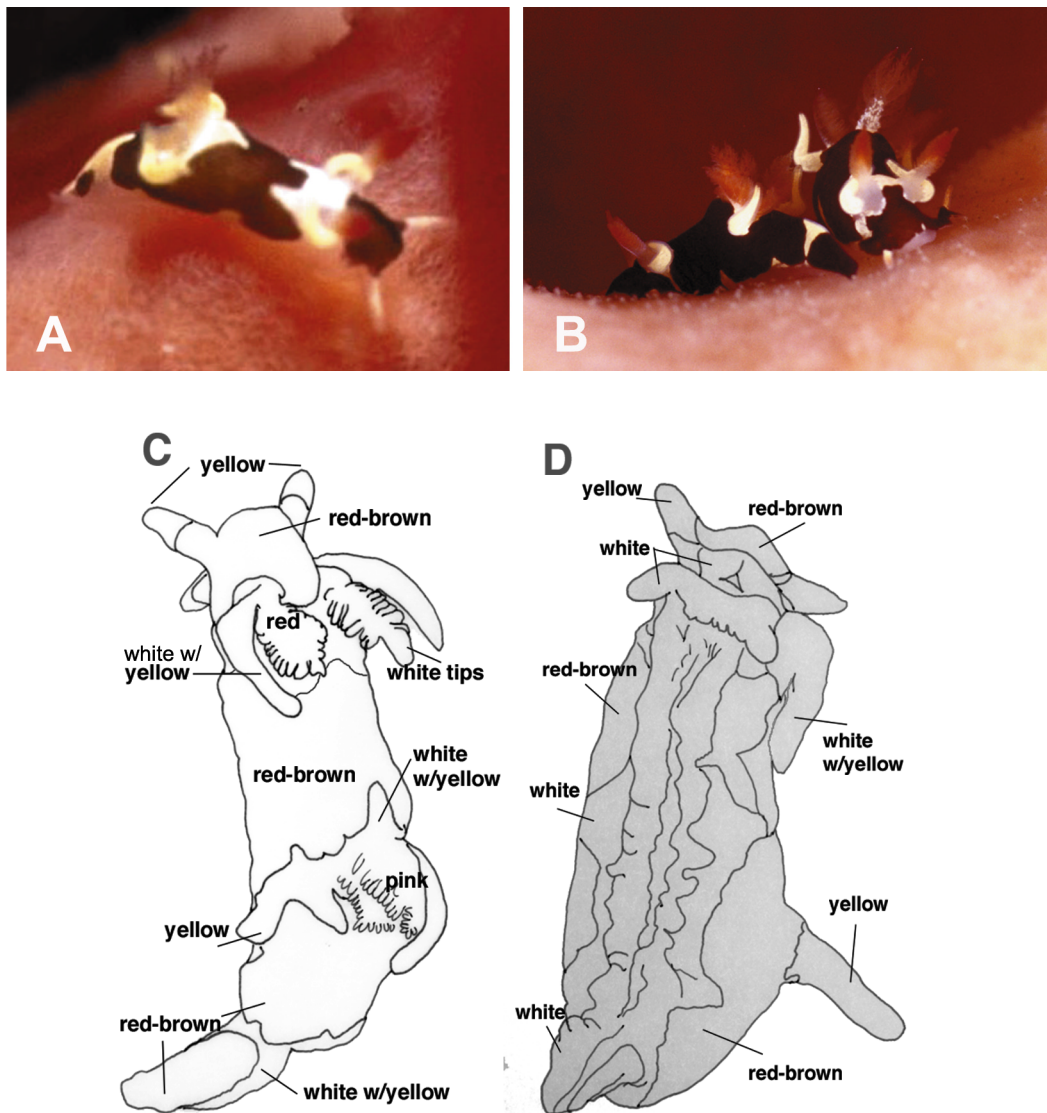 A
B
C
yellow
red-brown
red
white w/
yellow
white tips
white
w/yellow
red-brown
pink
yellow
red-brown
white w/yellow
D
yellow
red-brown
white
red-brown
white
w/yellow
white
yellow
white
red-brown